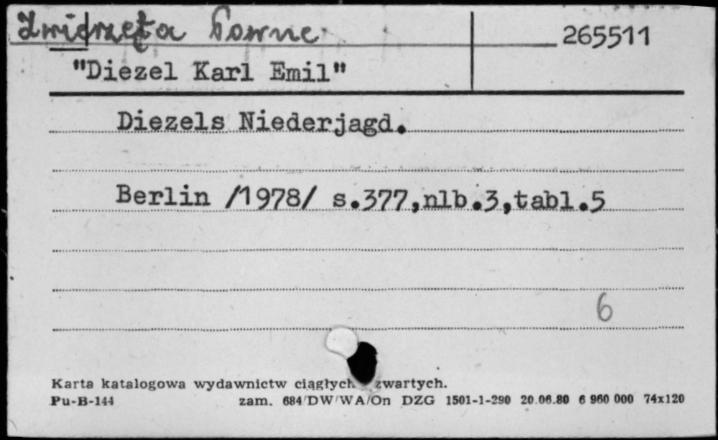 Zwierzęta Łowne 265511
"Diezel Karl Emil"
Diezels Niederjagd.
Berlin /1978/ s.377,nlb.3,tabl.5
6
Karta katalogowa wydawnictw ciągłych zwartych.
Pu-B-144 zam. 684/DW/WA/On DZG 1501-1-290 20.06.80 6 960 000 74x120